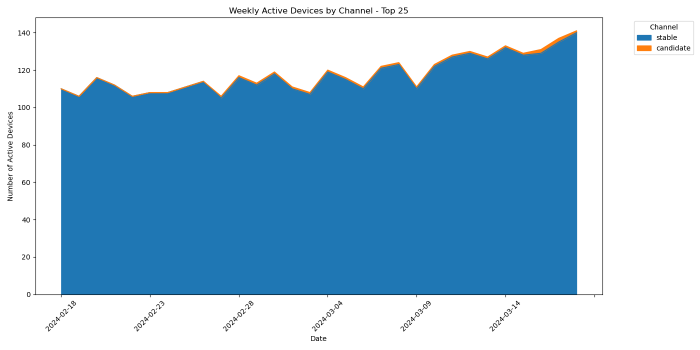 Weekly Active Devices by Channel - Top 25
Channel
stable
candidate
Number of Active Devices
140
120
100
80
60
40
20
0
2024-02-18
2024-02-23
2024-02-28
2024-03-04
2024-03-09
2024-03-14
Date